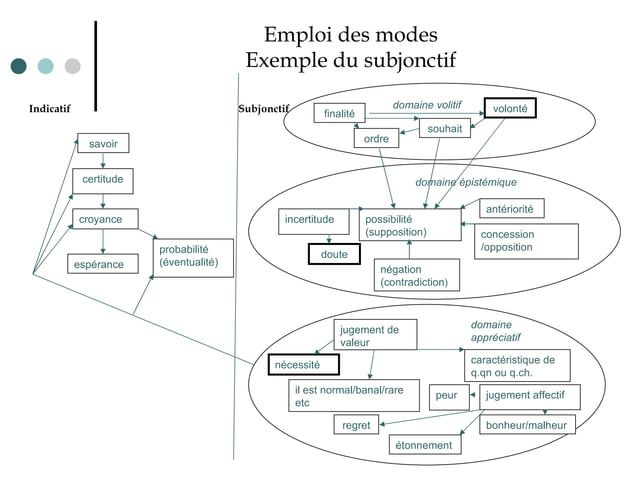 Emploi des modes
Exemple du subjonctif
Indicatif
Subjonctif
savoir
certitude
croyance
espérance
probabilité
(éventualité)
domaine volitif
finalité
volonté
souhait
ordre
domaine épistémique
incertitude
possibilité
(supposition)
antériorité
concession
/opposition
doute
négation
(contradiction)
jugement de
valeur
domaine
appréciatif
nécessité
caractéristique de
q.qn ou q.ch.
il est normal/banal/rare
etc
peur
jugement affectif
regret
bonheur/malheur
étonnement